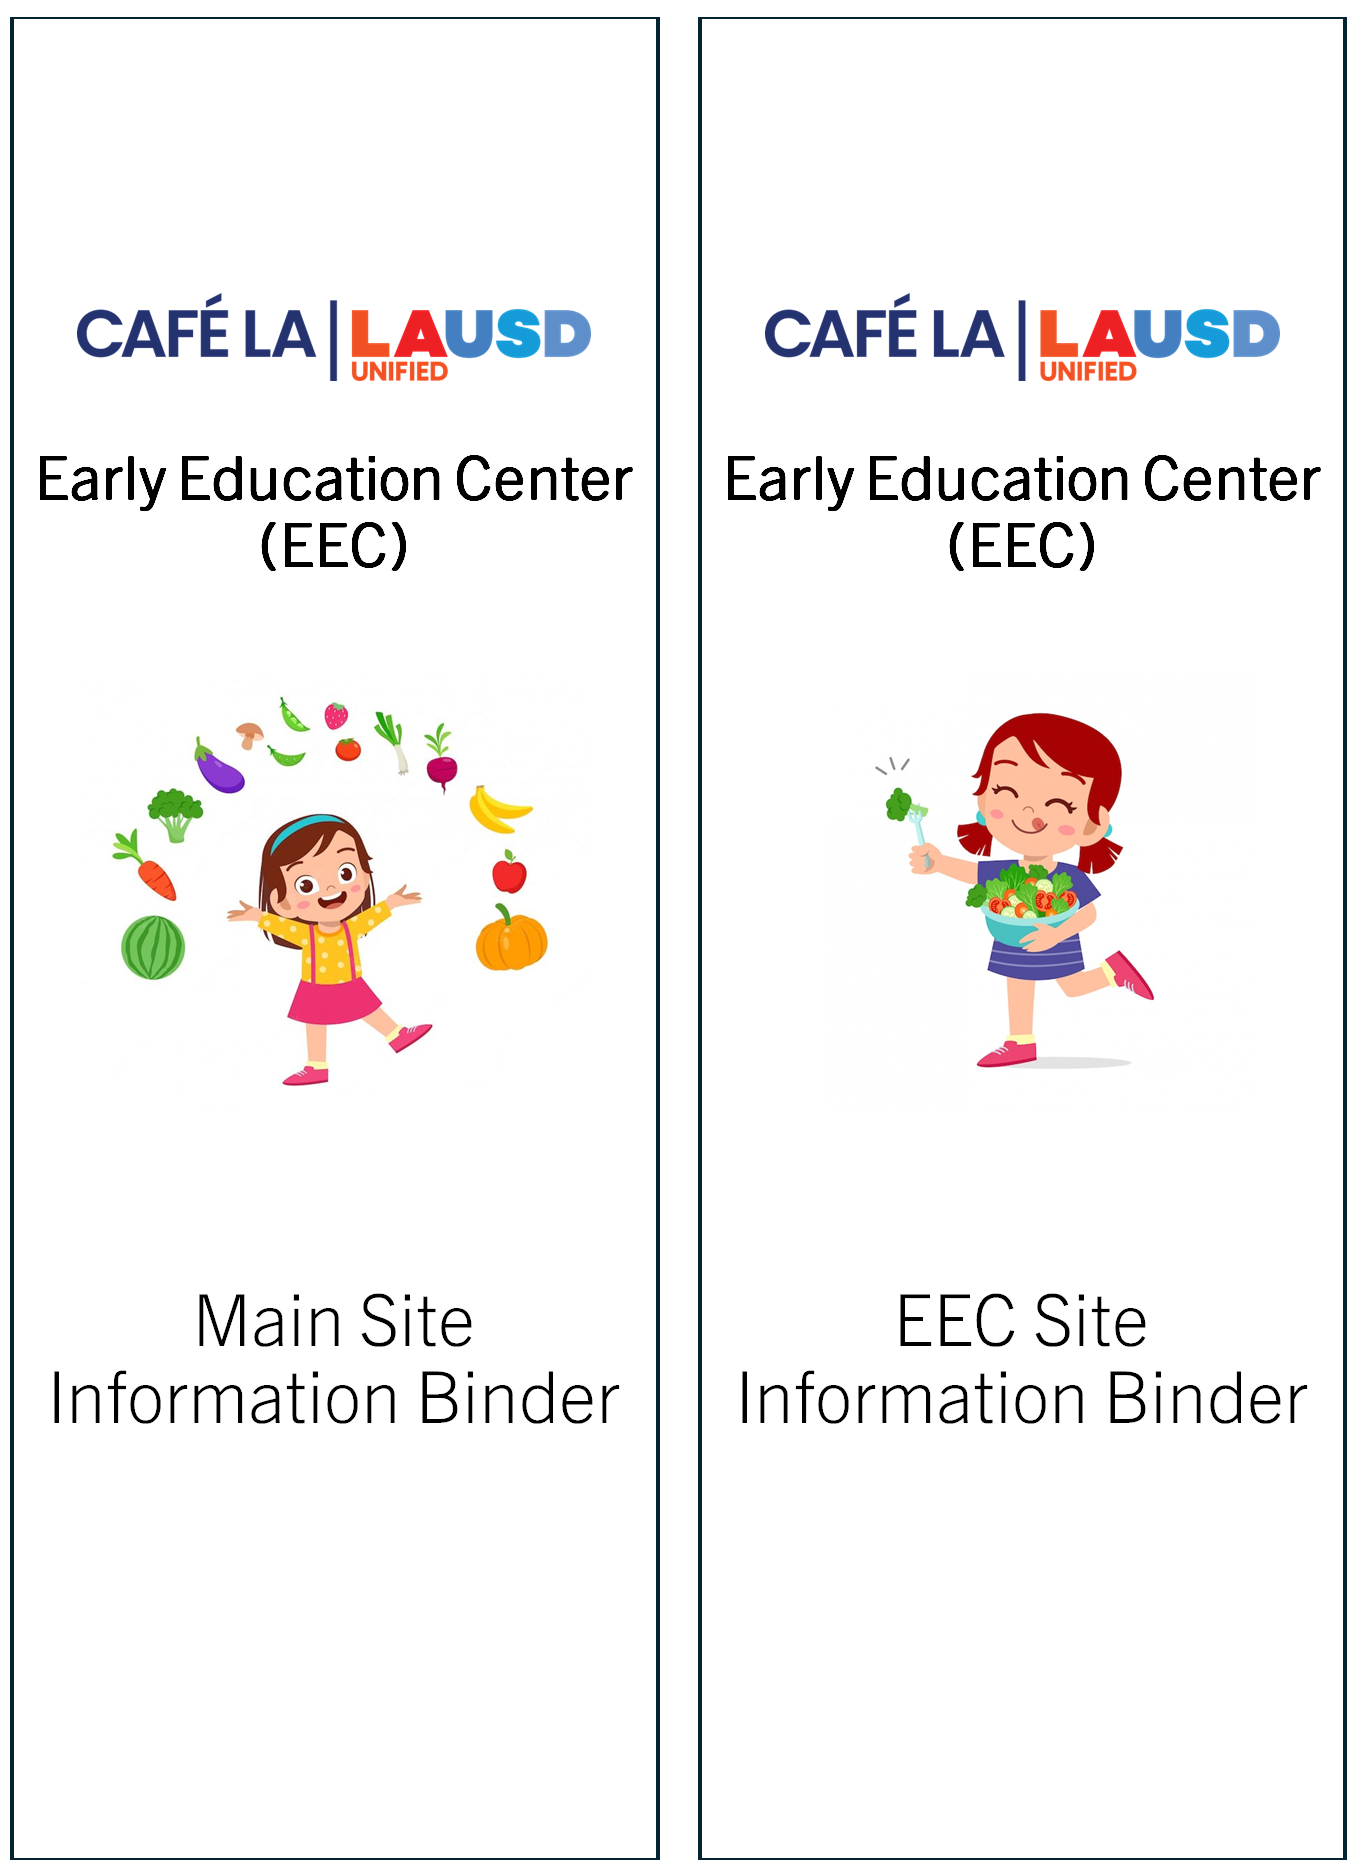 CAFÉ LA | LAUSD
UNIFIED
Early Education Center
(EEC)
Main Site
Information Binder
CAFÉ LA | LAUSD
UNIFIED
Early Education Center
(EEC)
EEC Site
Information Binder